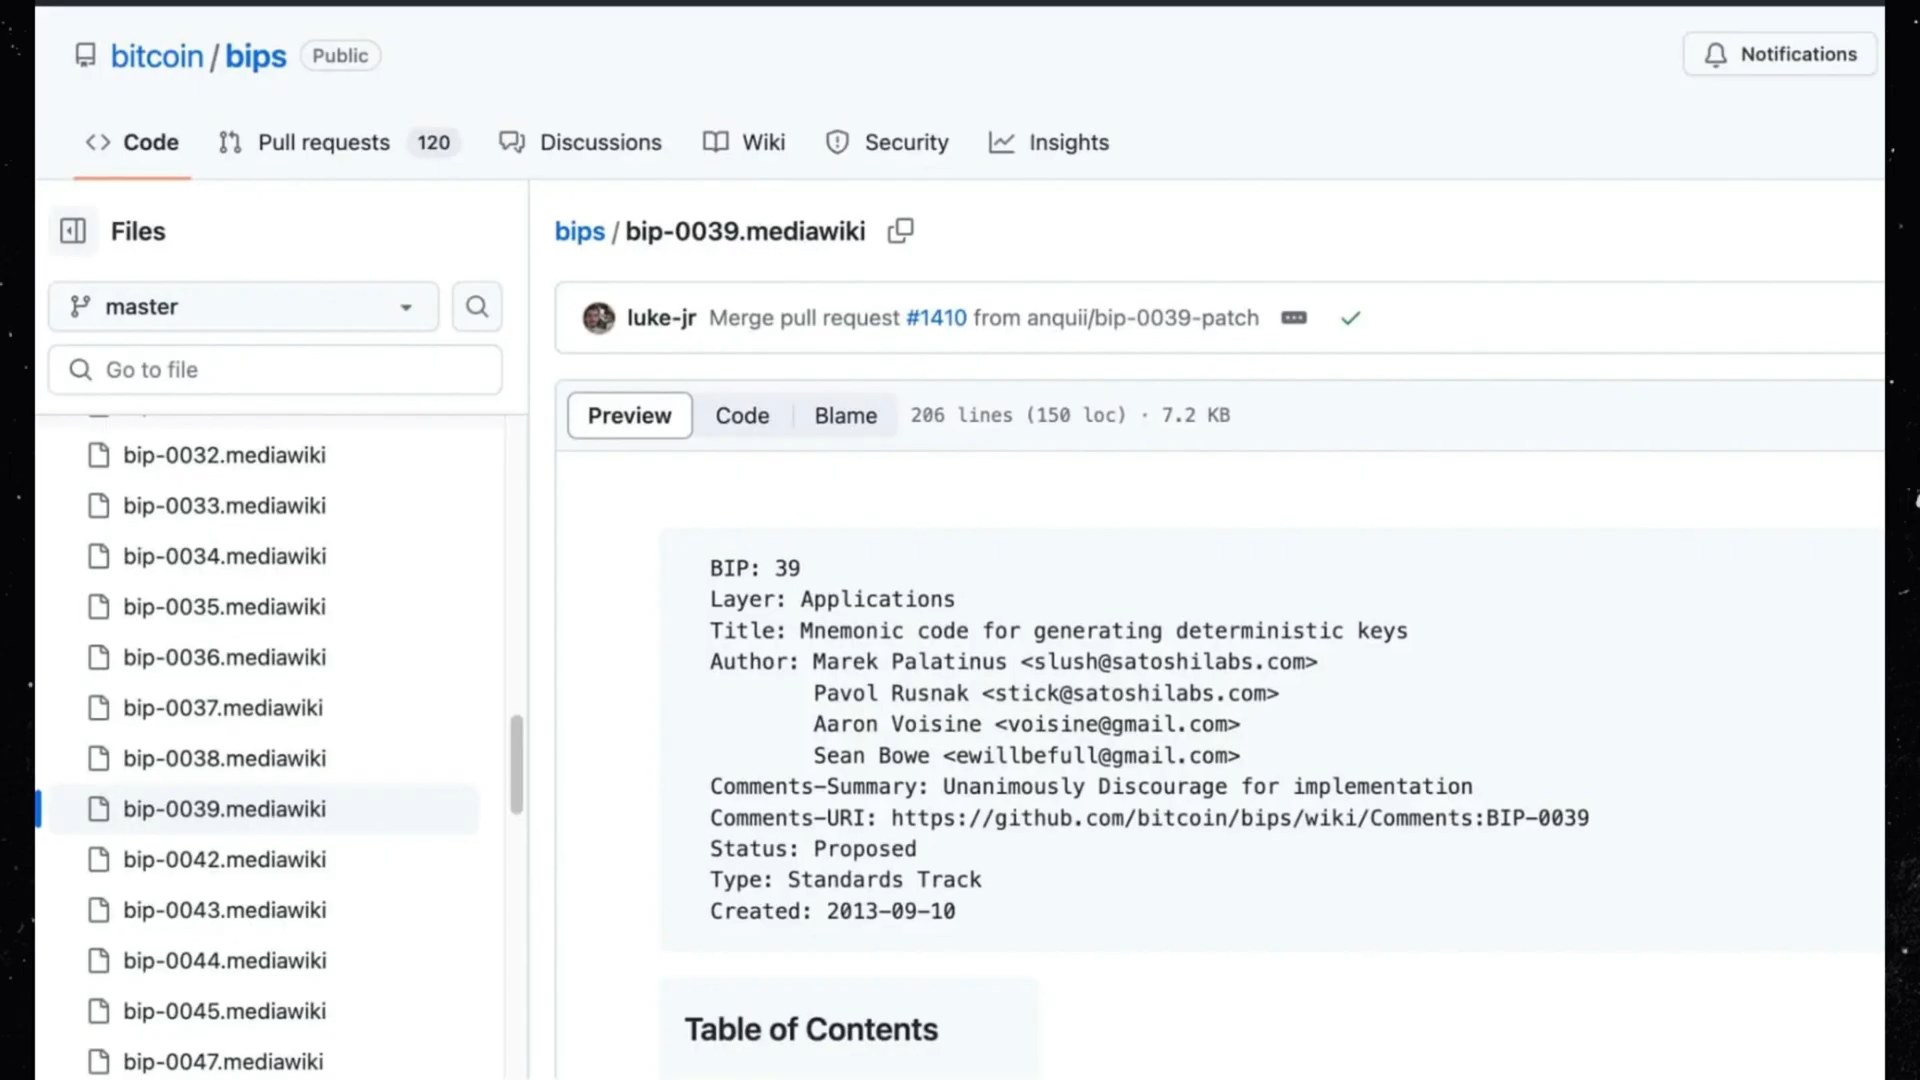 bitcoin / bips Public
Notifications
Code Pull requests 120 Discussions Wiki Security Insights
Files
master
Go to file
bip-0032.mediawiki
bip-0033.mediawiki
bip-0034.mediawiki
bip-0035.mediawiki
bip-0036.mediawiki
bip-0037.mediawiki
bip-0038.mediawiki
bip-0039.mediawiki
bip-0042.mediawiki
bip-0043.mediawiki
bip-0044.mediawiki
bip-0045.mediawiki
bip-0047.mediawiki
bips / bip-0039.mediawiki
luke-jr Merge pull request #1410 from anquii/bip-0039-patch
Preview Code Blame 206 lines (150 loc) · 7.2 KB
BIP: 39
Layer: Applications
Title: Mnemonic code for generating deterministic keys
Author: Marek Palatinus <slush@satoshilabs.com>
Pavol Rusnak <stick@satoshilabs.com>
Aaron Voisine <voisine@gmail.com>
Sean Bowe <ewillbefull@gmail.com>
Comments-Summary: Unanimously Discourage for implementation
Comments-URI: https://github.com/bitcoin/bips/wiki/Comments:BIP-0039
Status: Proposed
Type: Standards Track
Created: 2013-09-10
Table of Contents